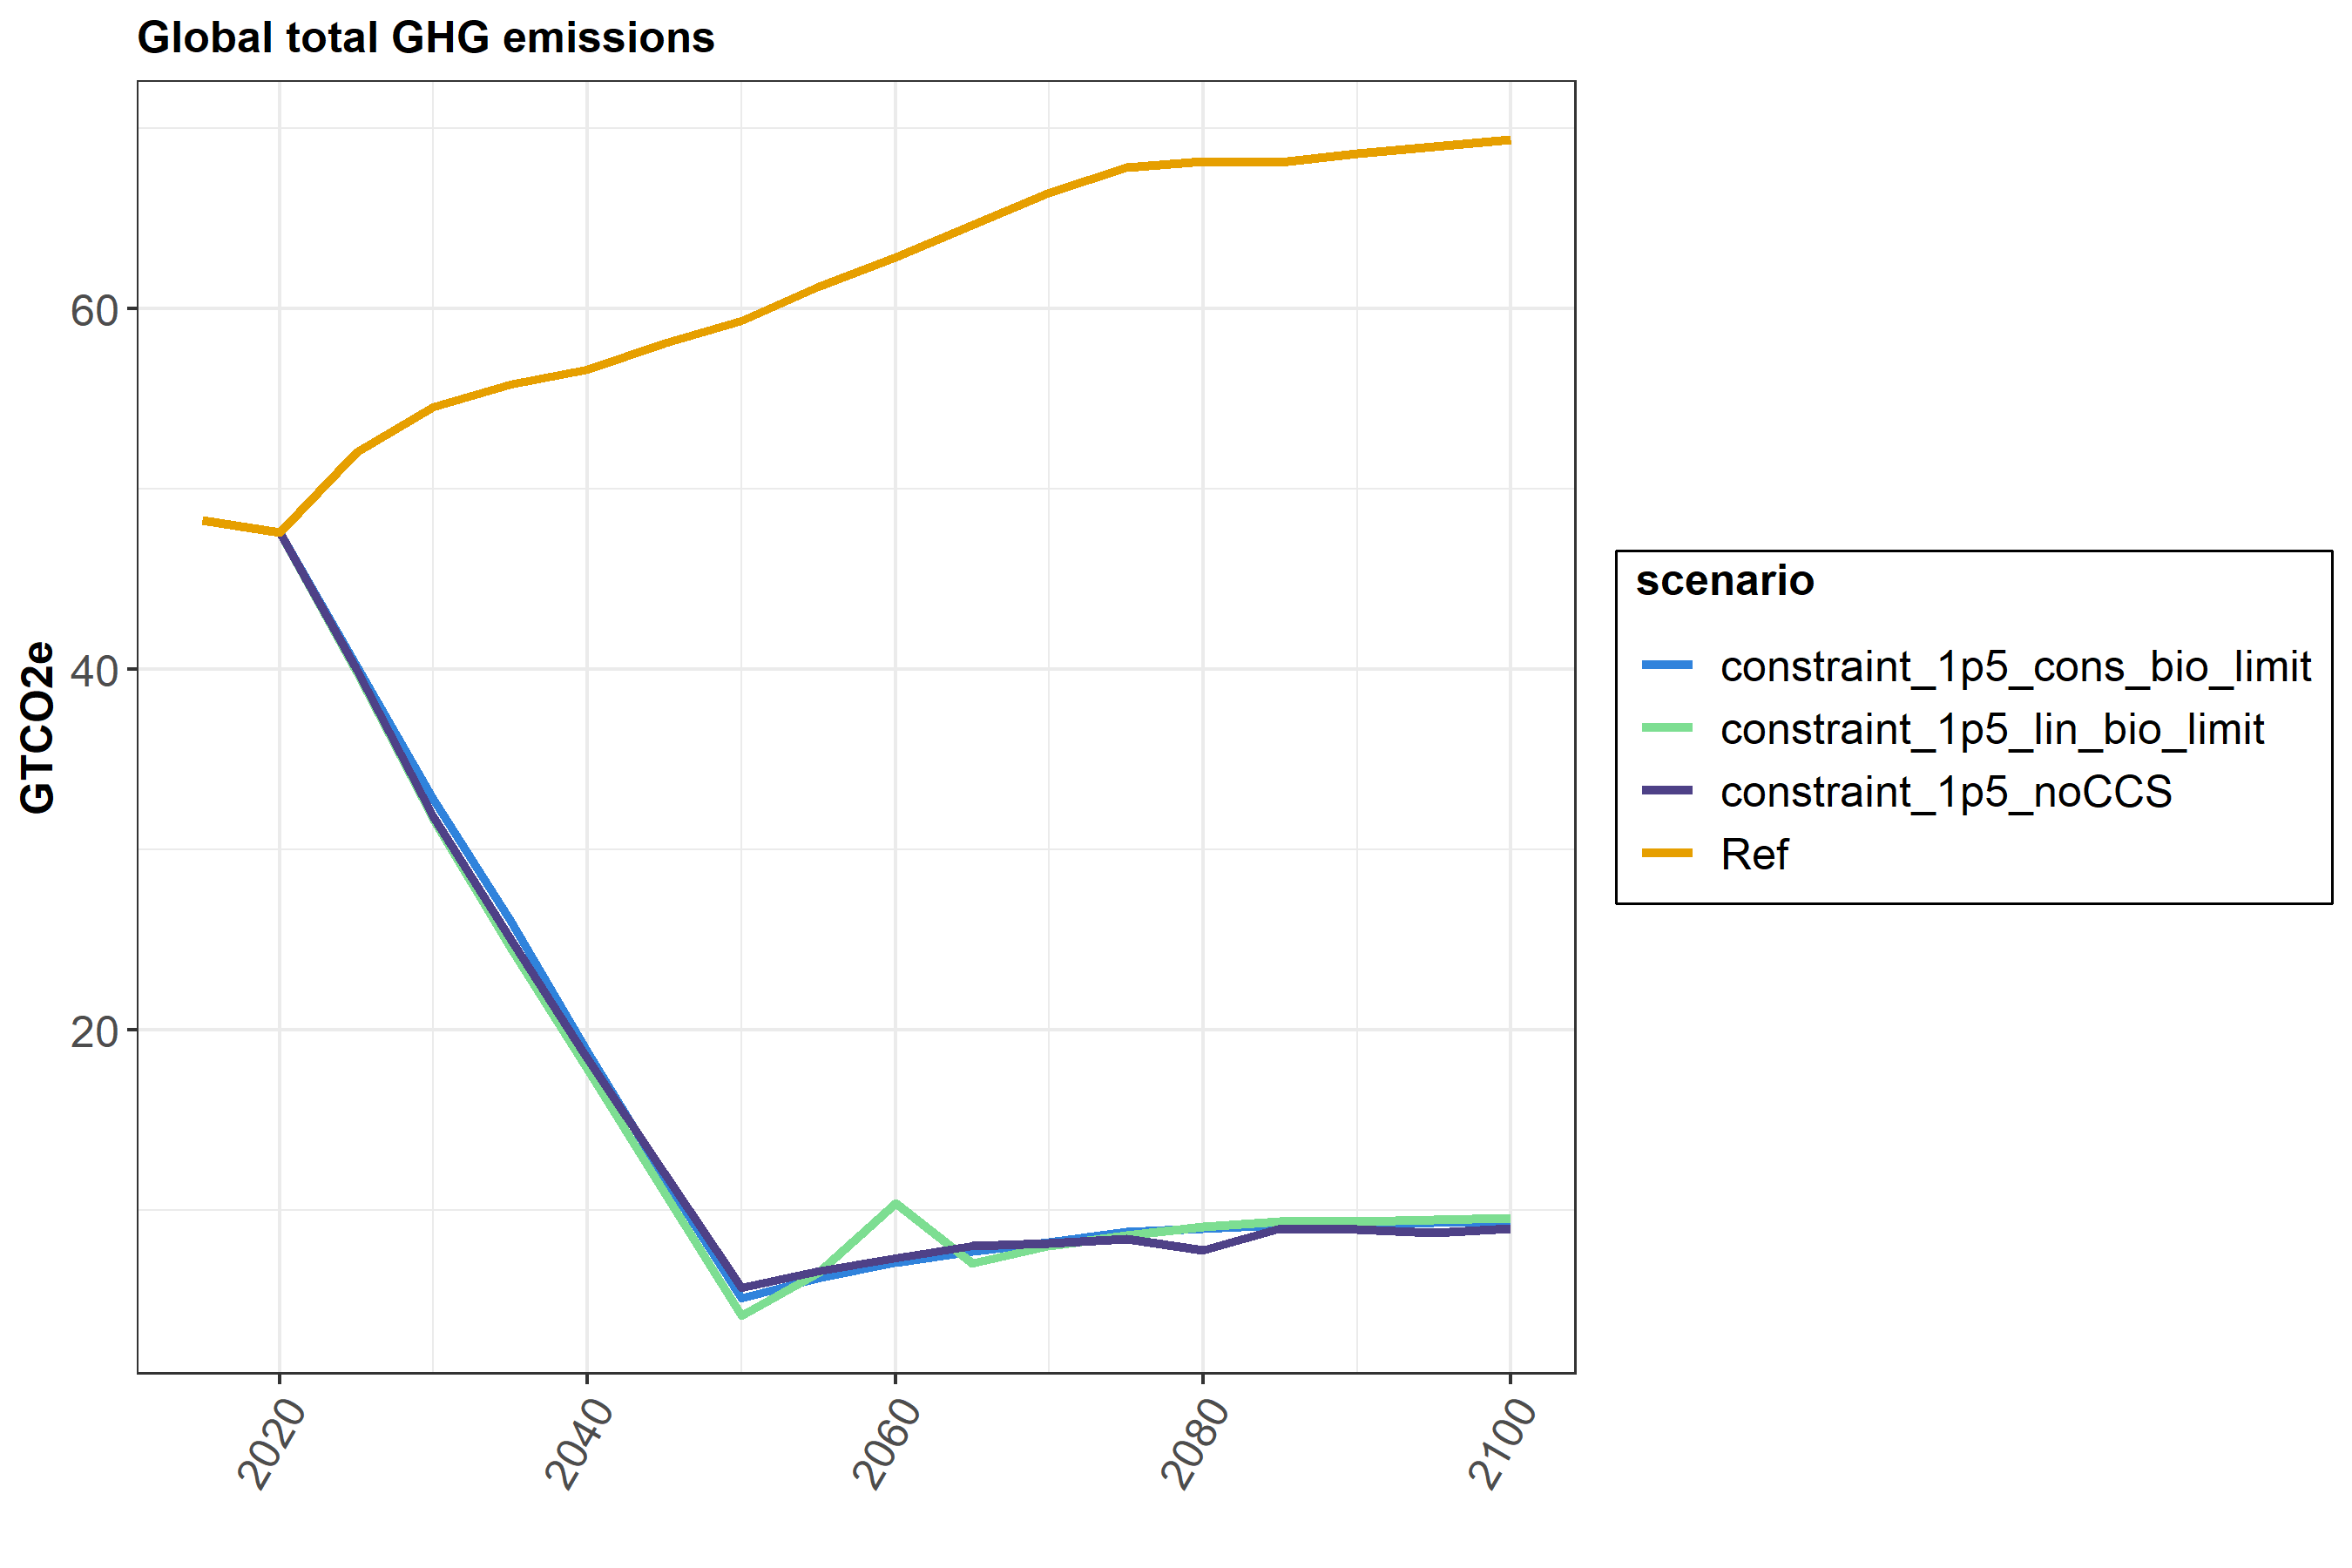 Global total GHG emissions
GTCO2e
60
40
20
2020
2040
2060
2080
2100
scenario
constraint_1p5_cons_bio_limit
constraint_1p5_lin_bio_limit
constraint_1p5_noCCS
Ref